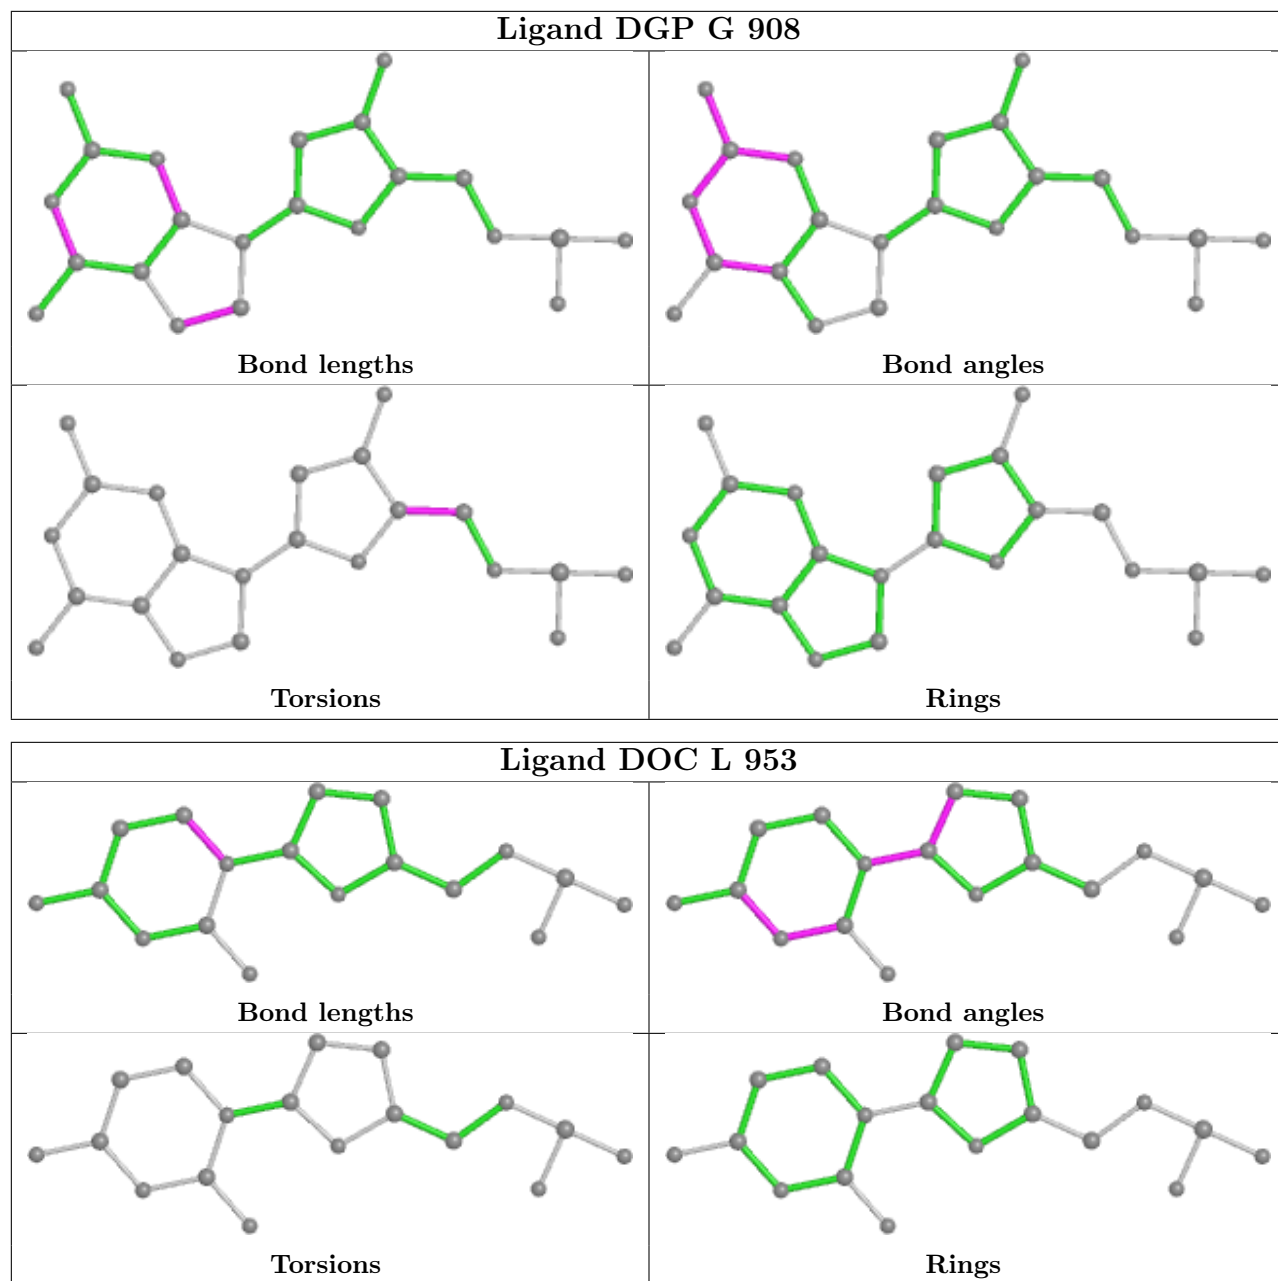 Ligand DGP G 908
Bond lengths
Bond angles
Torsions
Rings
Ligand DOC L 953
Bond lengths
Bond angles
Torsions
Rings